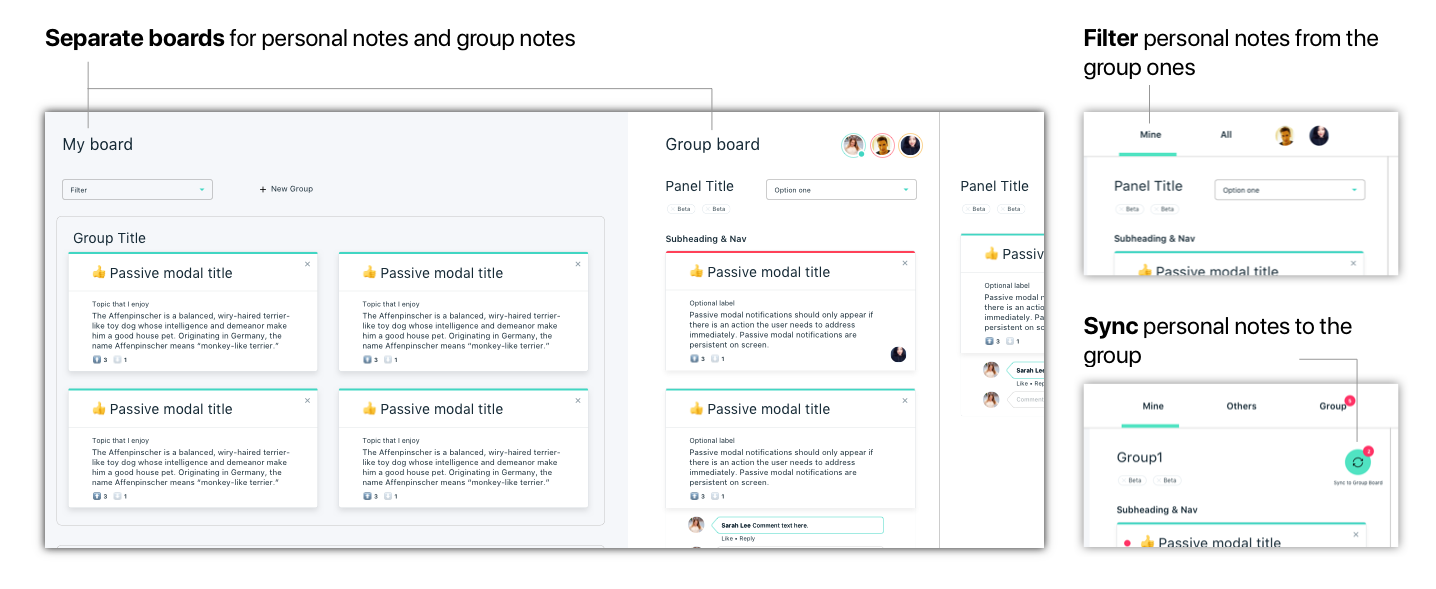 Separate boards for personal notes and group notes
My board
Filter
+ New Group
Group Title
👍 Passive modal title
×
Topic that I enjoy
The Affenpinscher is a balanced, wiry-haired terrier-
like toy dog whose intelligence and demeanor make
him a good house pet. Originating in Germany, the
name Affenpinscher means “monkey-like terrier.”
3 1
👍 Passive modal title
×
Topic that I enjoy
The Affenpinscher is a balanced, wiry-haired terrier-
like toy dog whose intelligence and demeanor make
him a good house pet. Originating in Germany, the
name Affenpinscher means “monkey-like terrier.”
3 1
👍 Passive modal title
×
Topic that I enjoy
The Affenpinscher is a balanced, wiry-haired terrier-
like toy dog whose intelligence and demeanor make
him a good house pet. Originating in Germany, the
name Affenpinscher means “monkey-like terrier.”
3 1
👍 Passive modal title
×
Topic that I enjoy
The Affenpinscher is a balanced, wiry-haired terrier-
like toy dog whose intelligence and demeanor make
him a good house pet. Originating in Germany, the
name Affenpinscher means “monkey-like terrier.”
3 1
Group board
Panel Title
Option one
Beta Beta
Subheading & Nav
👍 Passive modal title
×
Optional label
Passive modal notifications should only appear if
there is an action the user needs to address
immediately. Passive modal notifications are
persistent on screen.
3 1
👍 Passive modal title
×
Optional label
Passive modal notifications should only appear if
there is an action the user needs to address
immediately. Passive modal notifications are
persistent on screen.
3 1
Sarah Lee Comment text here.
Like • Reply
Panel Title
Beta Beta
👍 Passiv
Optional label
Passive modal n
there is an actio
immediately. Pa
persistent on sc
3 1
Sarah Lee
Like • Rep
Comment
Filter personal notes from the
group ones
Mine All
Panel Title
Option one
Beta Beta
Subheading & Nav
👍 Passive modal title
×
Sync personal notes to the
group
Mine Others Group
Group1
Sync to Group Board
Beta Beta
Subheading & Nav
👍 Passive modal title
×